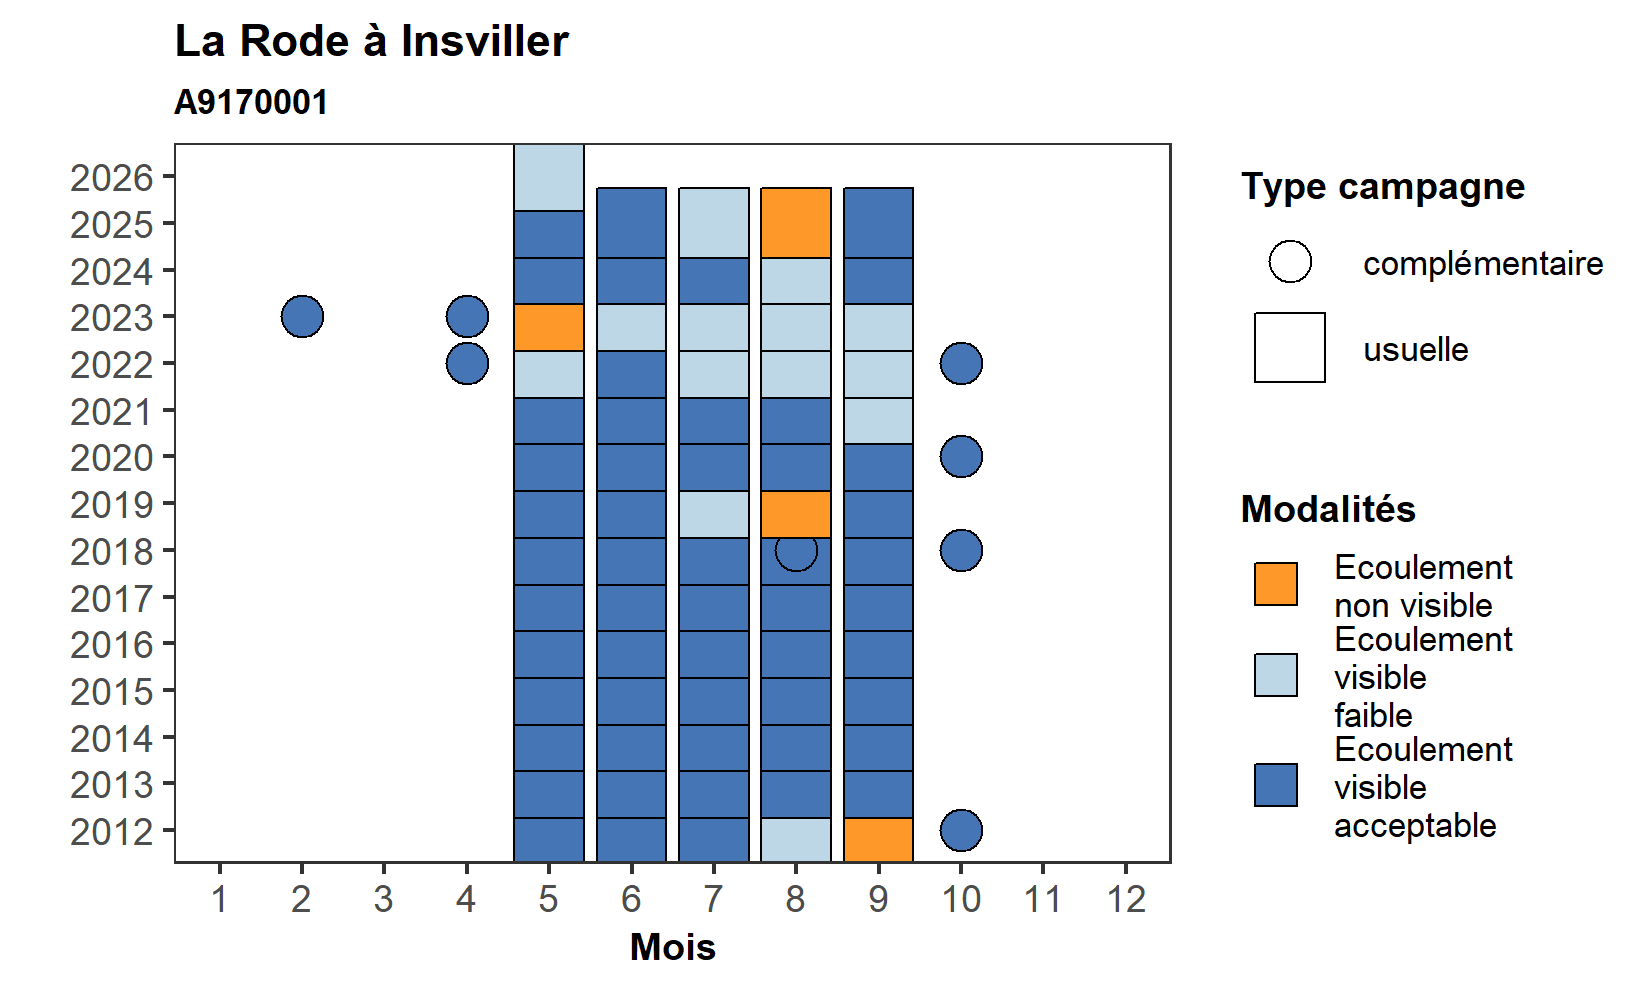 La Rode à Insviller
A9170001
2026
2025
2024
2023
2022
2021
2020
2019
2018
2017
2016
2015
2014
2013
2012
1 2 3 4 5 6 7 8 9 10 11 12
Mois
Type campagne
complémentaire
usuelle
Modalités
Ecoulement
non visible
Ecoulement
visible
faible
Ecoulement
visible
acceptable